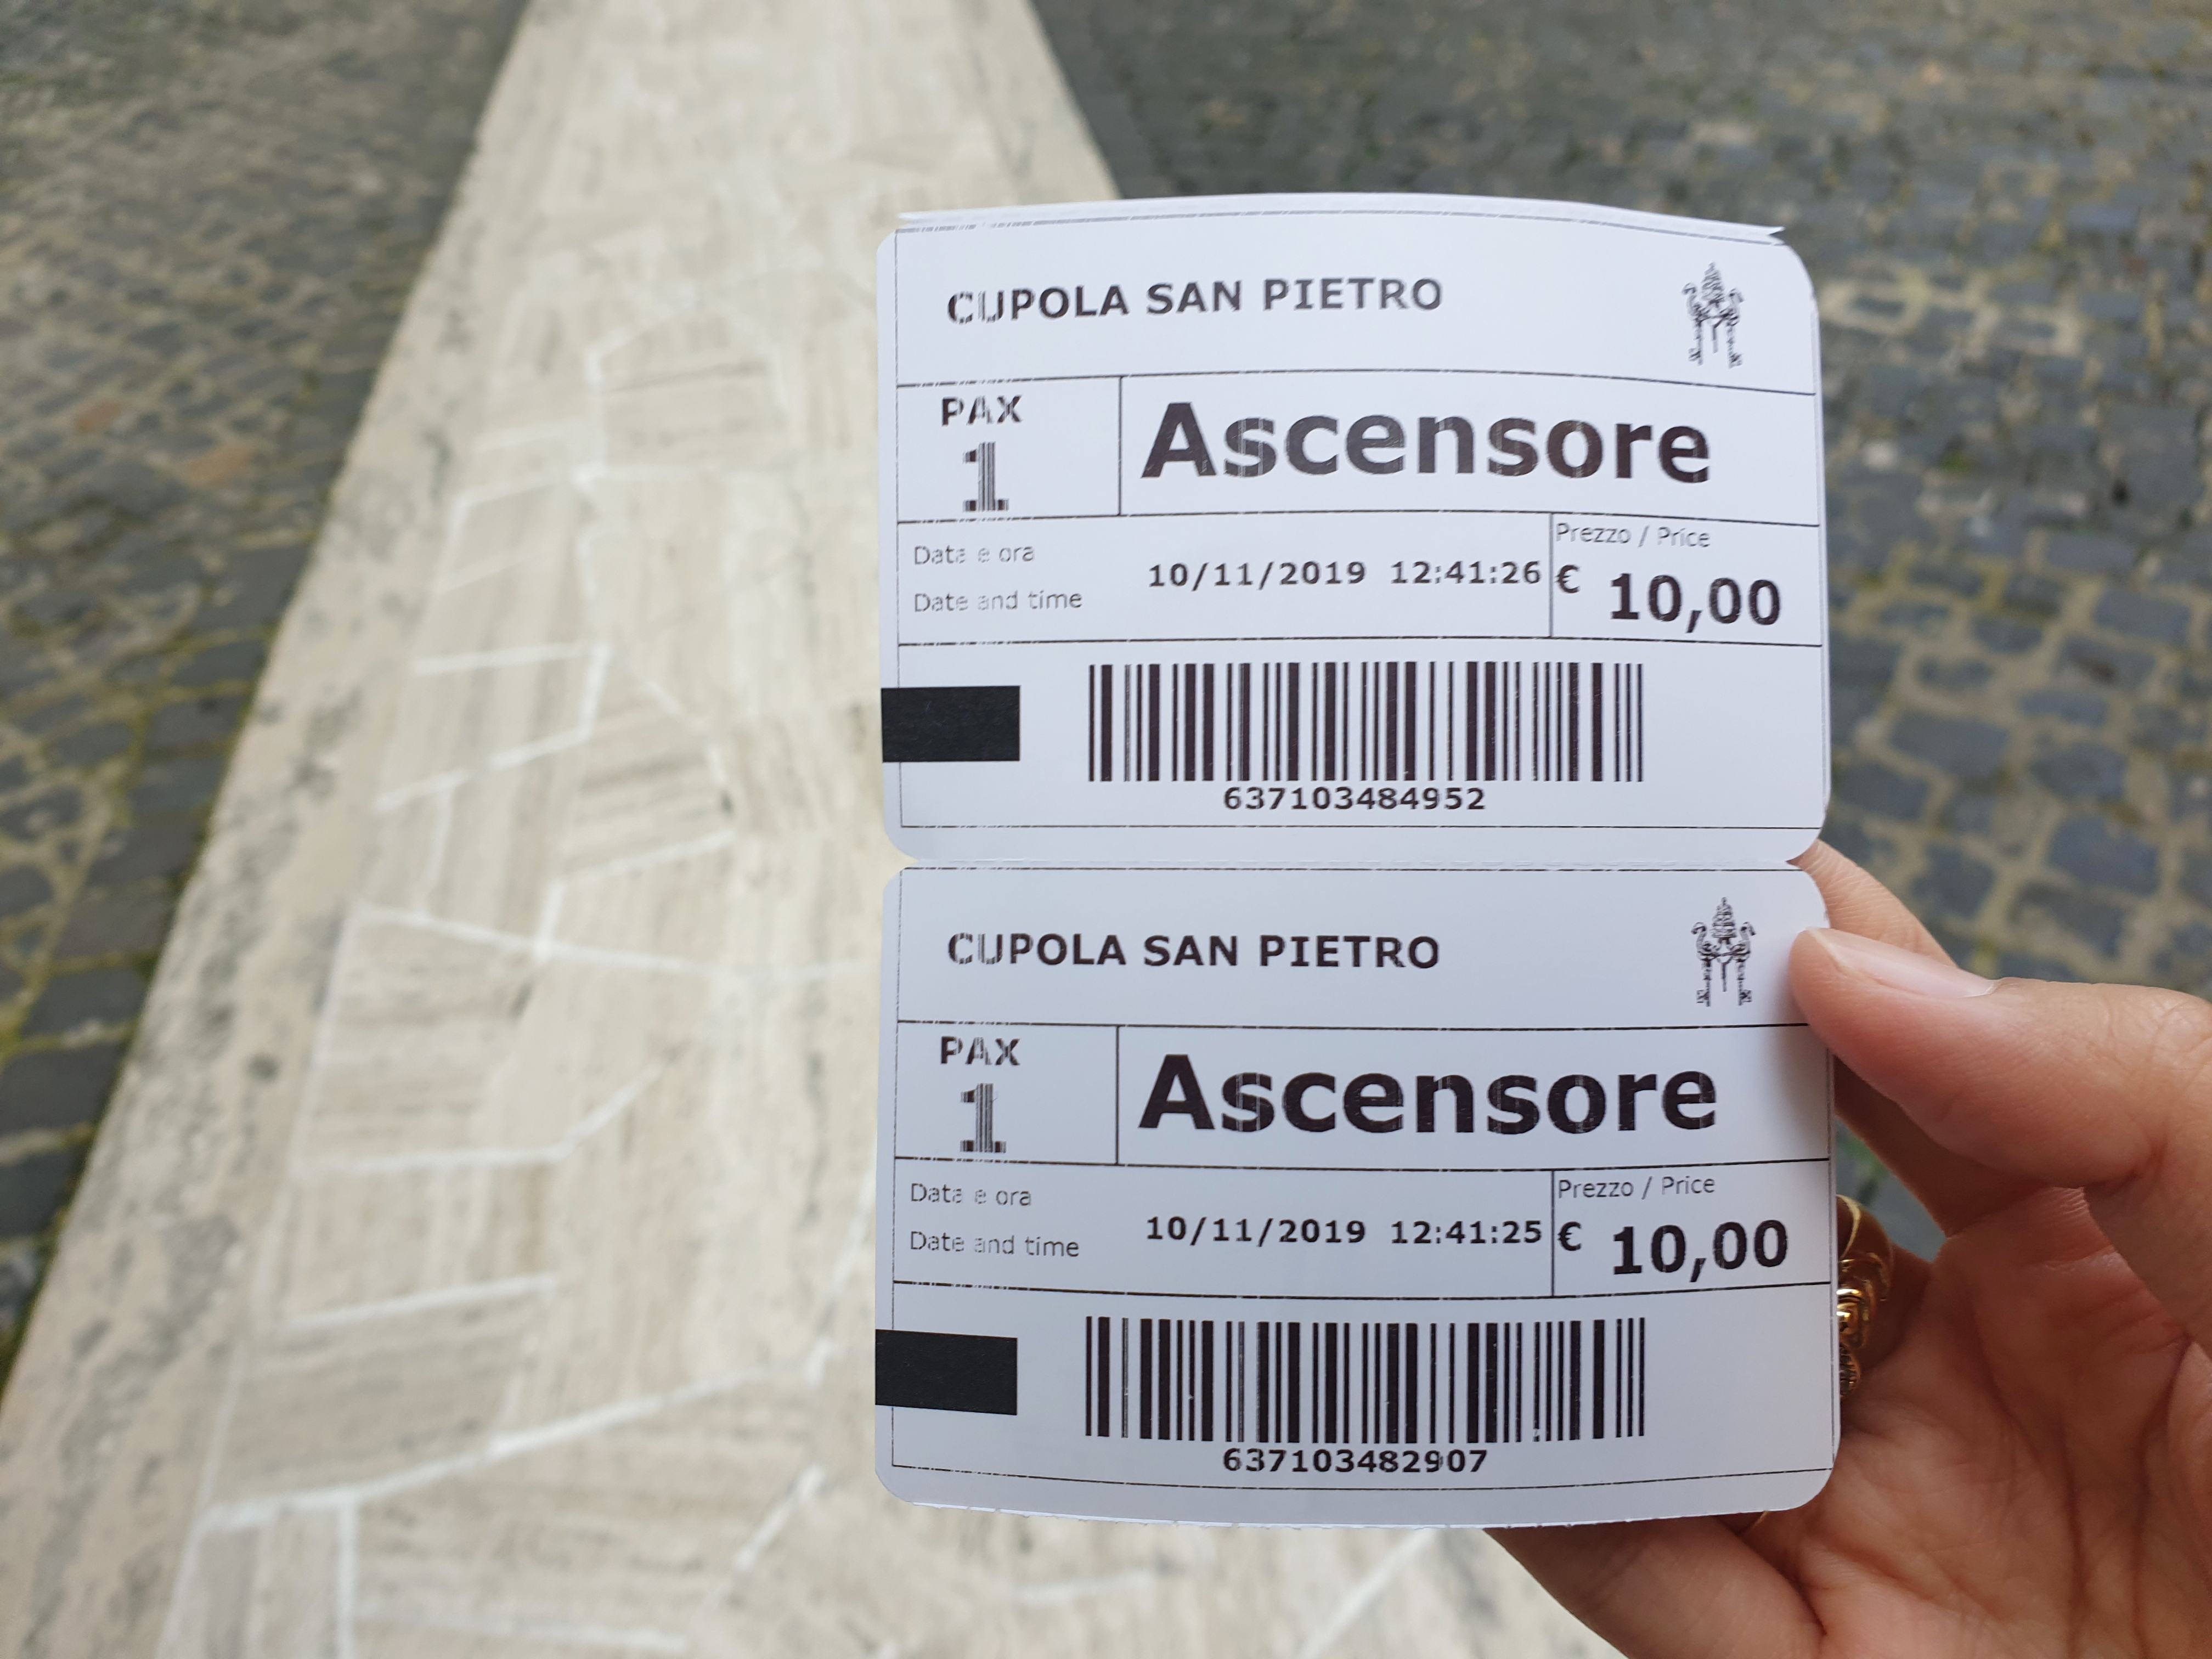 CUPOLA SAN PIETRO
PAX
1
Ascensore
Data e ora
Date and time
10/11/2019 12:41:26
Prezzo / Price
€ 10,00
637103484952
CUPOLA SAN PIETRO
PAX
1
Ascensore
Data e ora
Date and time
10/11/2019 12:41:25
Prezzo / Price
€ 10,00
637103482907